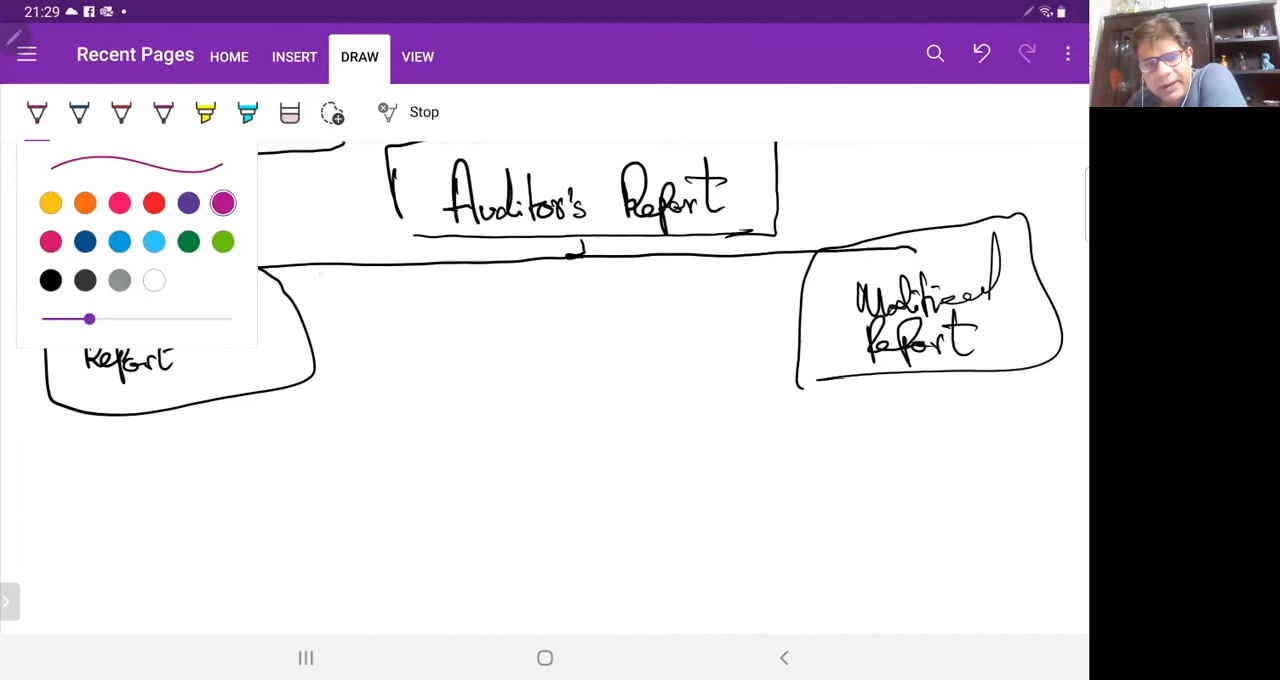 21:29
Recent Pages HOME INSERT DRAW VIEW
Stop
Auditor's Report
Modified
Report
Report